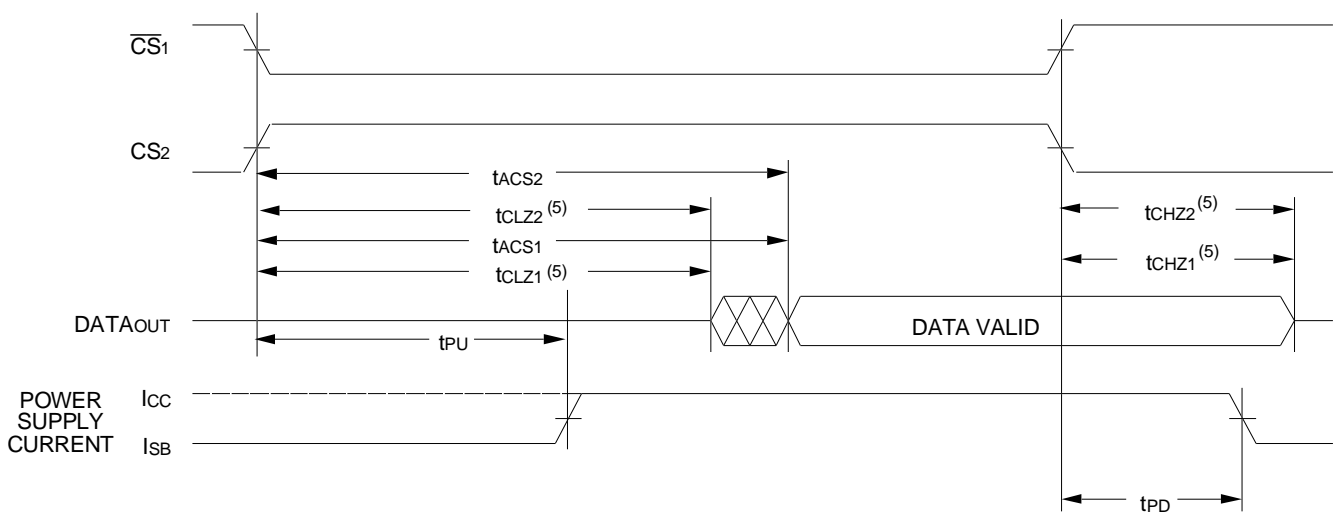 CS1
CS2
tACS2
tCLZ2 (5)
tACS1
tCLZ1 (5)
tCHZ2 (5)
tCHZ1 (5)
DATAOUT
DATA VALID
tPU
POWER
SUPPLY
CURRENT
ICC
ISB
tPD